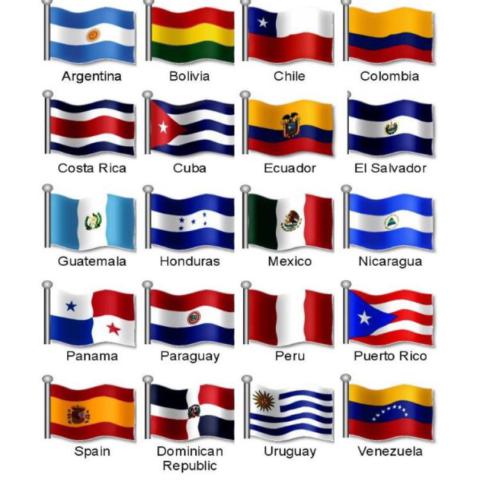 Argentina
Bolivia
Chile
Colombia
Costa Rica
Cuba
Ecuador
El Salvador
Guatemala
Honduras
Mexico
Nicaragua
Panama
Paraguay
Peru
Puerto Rico
Spain
Dominican
Republic
Uruguay
Venezuela